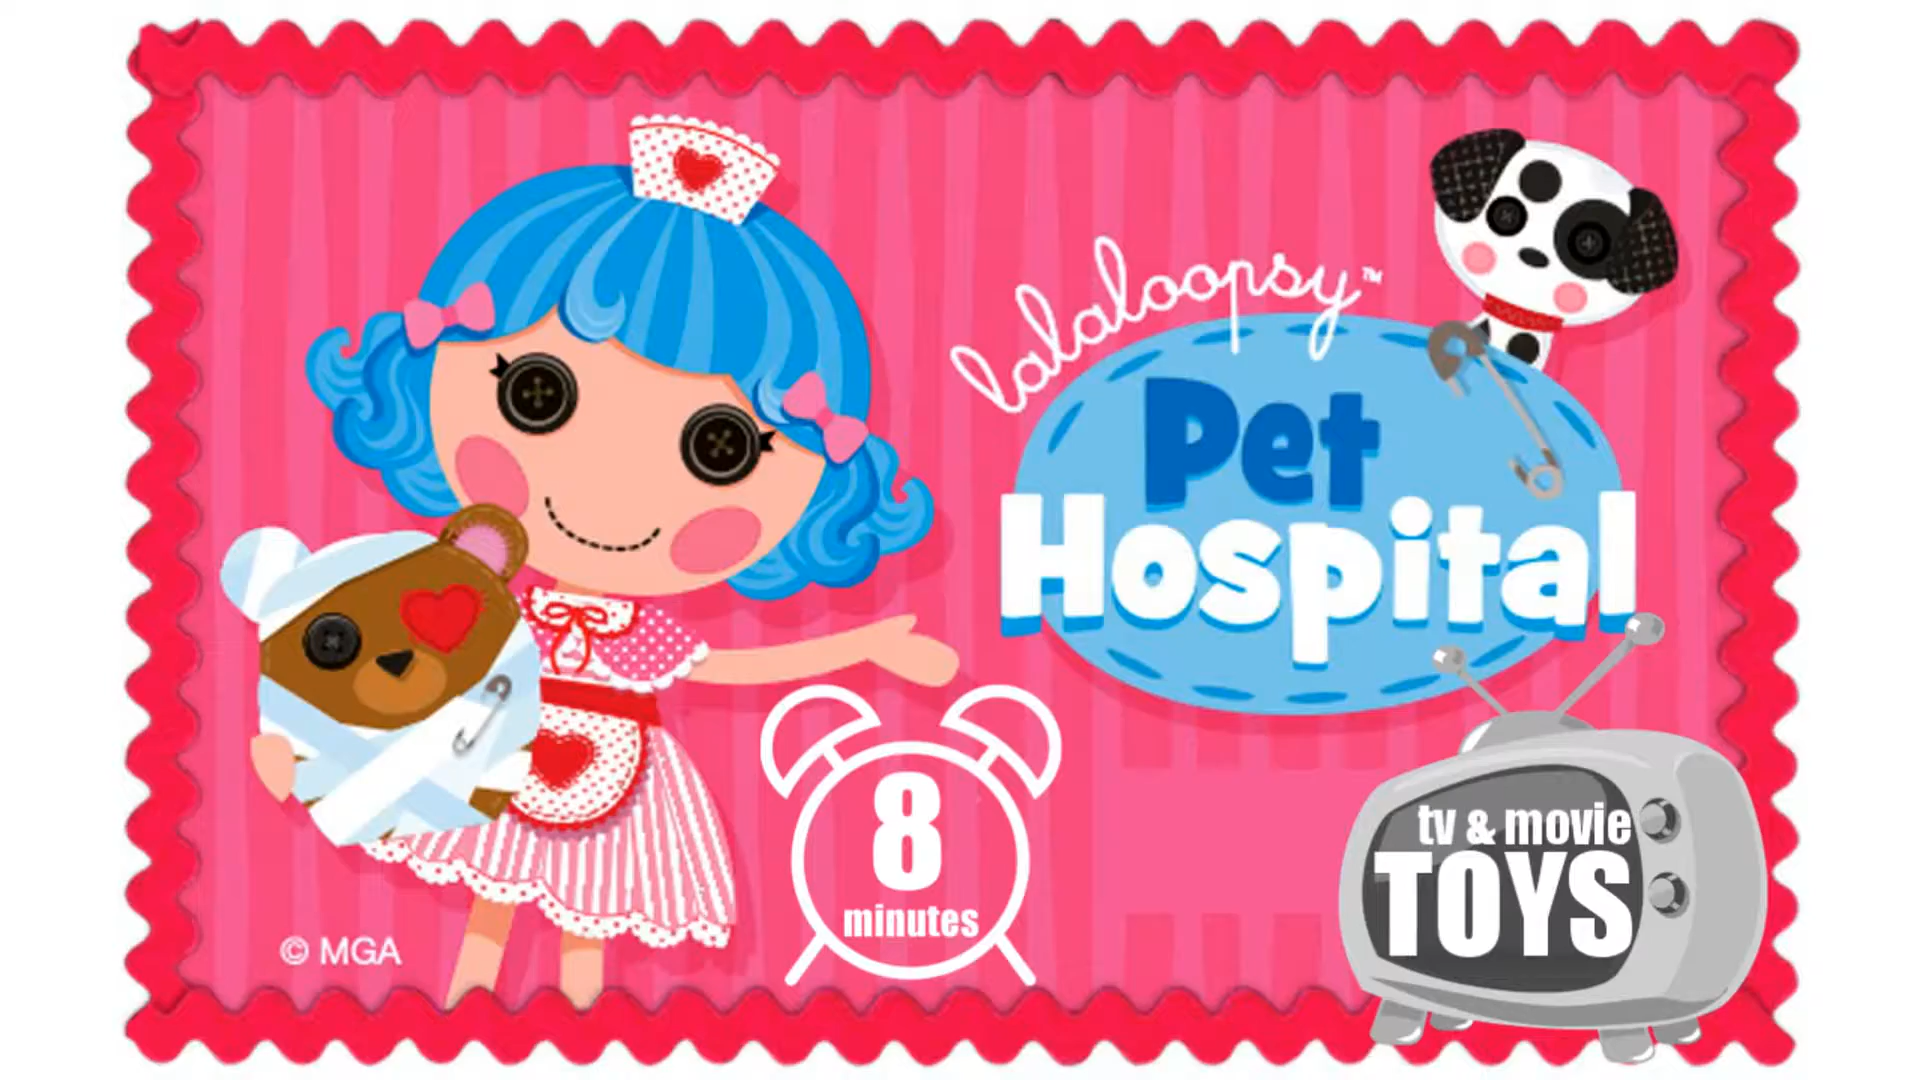 lalaloopsy™
Pet
Hospital
8
minutes
tv & movie
TOYS
© MGA